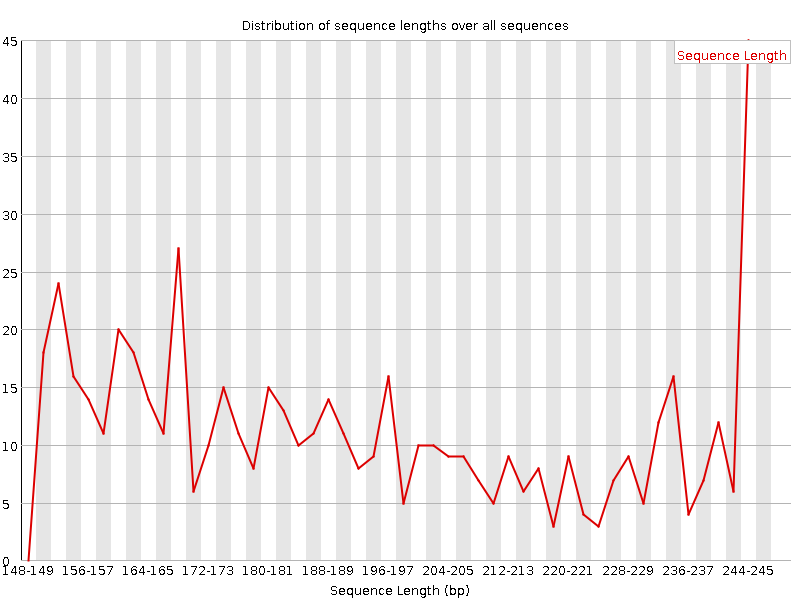 Distribution of sequence lengths over all sequences
Sequence Length
45
40
35
30
25
20
15
10
5
0
148-149 156-157 164-165 172-173 180-181 188-189 196-197 204-205 212-213 220-221 228-229 236-237 244-245
Sequence Length (bp)